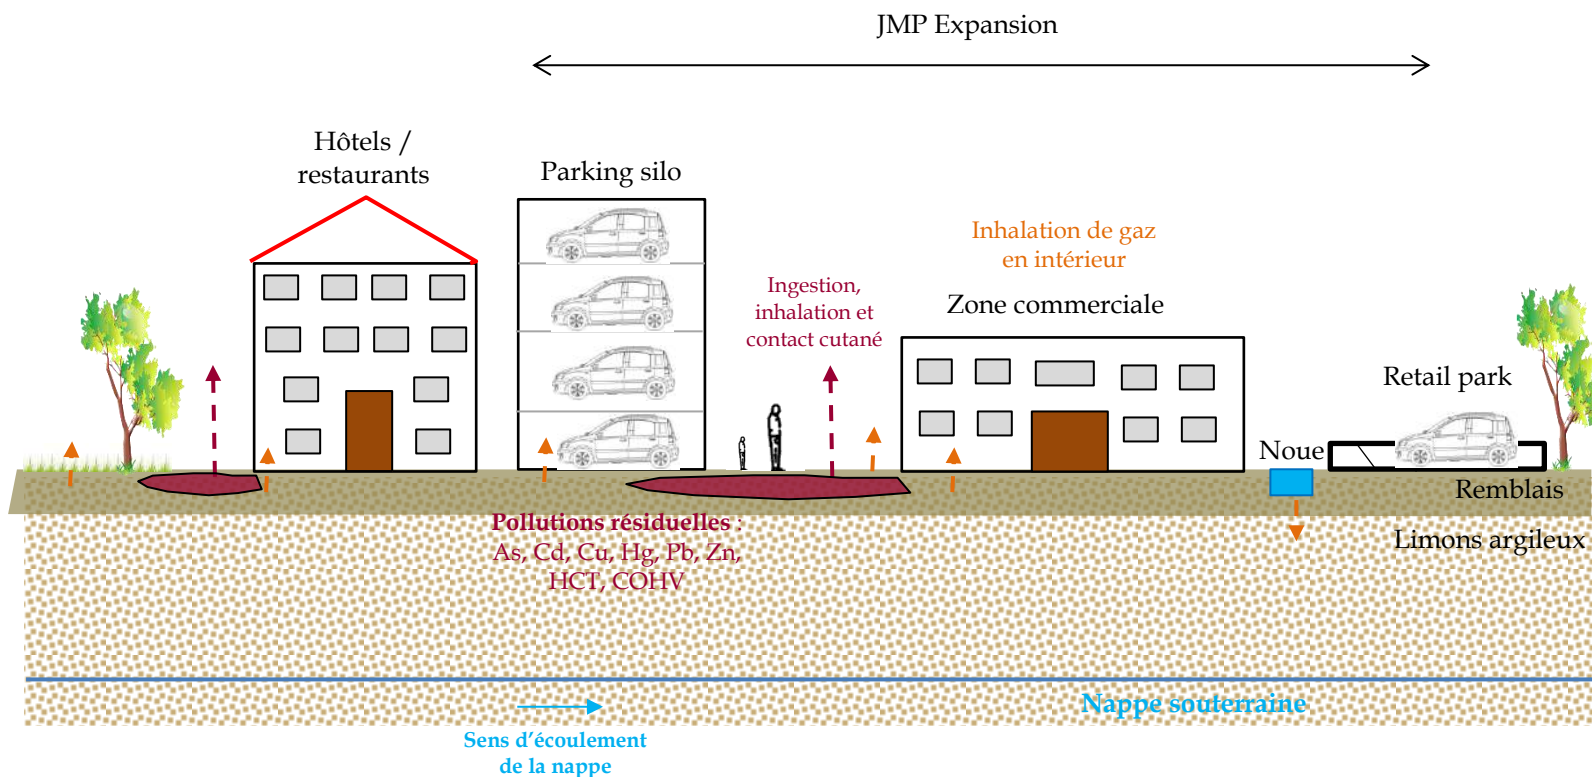 JMP Expansion
Hôtels /
restaurants
Parking silo
Inhalation de gaz
en intérieur
Ingestion,
inhalation et
contact cutané
Zone commerciale
Retail park
Noue
Remblais
Pollutions résiduelles :
As, Cd, Cu, Hg, Pb, Zn,
HCT, COHV
Limons argileux
Nappe souterraine
Sens d’écoulement
de la nappe